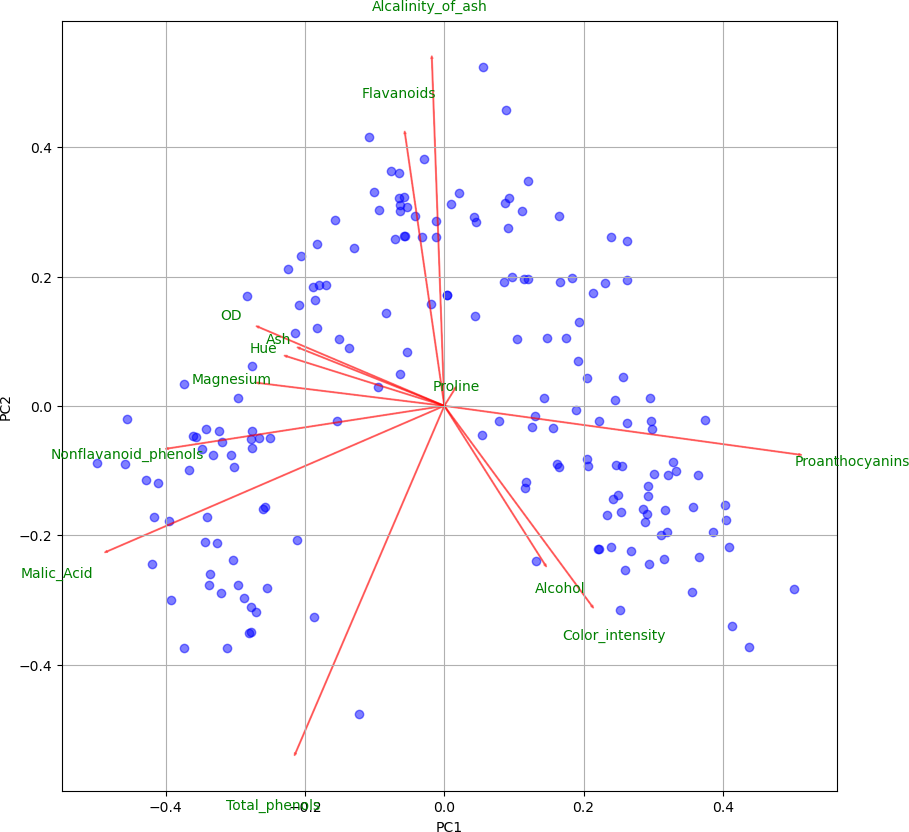 Alcalinity_of_ash
Flavanoids
0.4
0.2
OD
Ash
Hue
Magnesium
Proline
0.0
Nonflavanoid_phenols
Proanthocyanins
−0.2
Malic_Acid
Alcohol
Color_intensity
−0.4
Total_phenols
−0.4
−0.2
0.0
0.2
0.4
PC1
PC2